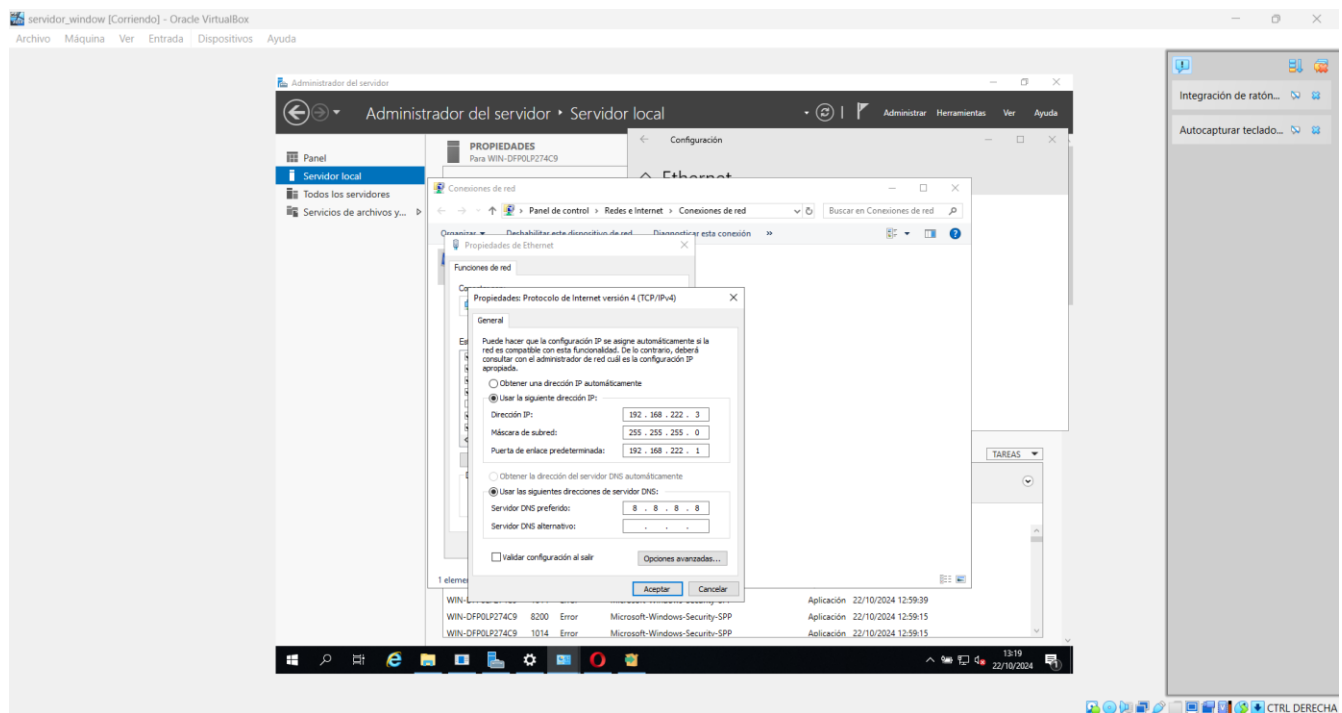 servidor_window [Corriendo] - Oracle VirtualBox
Archivo Máquina Ver Entrada Dispositivos Ayuda
Integración de ratón...
Autocapturar teclado...
Administrador del servidor
Administrador del servidor ‣ Servidor local
Administrar Herramientas Ver Ayuda
Panel
Servidor local
Todos los servidores
Servicios de archivos y...
PROPIEDADES
Para WIN-DFP0LP274C9
Configuración
Ethernet
Conexiones de red
Panel de control > Redes e Internet > Conexiones de red
Buscar en Conexiones de red
Organizar Deshabilitar este dispositivo de red Diagnosticar esta conexión »
Propiedades de Ethernet
Funciones de red
Propiedades: Protocolo de Internet versión 4 (TCP/IPv4)
General
Puede hacer que la configuración IP se asigne automáticamente si la
red es compatible con esta funcionalidad. De lo contrario, deberá
consultar con el administrador de red cuál es la configuración IP
apropiada.
Obtener una dirección IP automáticamente
Usar la siguiente dirección IP:
Dirección IP: 192 . 168 . 222 . 3
Máscara de subred: 255 . 255 . 255 . 0
Puerta de enlace predeterminada: 192 . 168 . 222 . 1
Obtener la dirección del servidor DNS automáticamente
Usar las siguientes direcciones de servidor DNS:
Servidor DNS preferido: 8 . 8 . 8 . 8
Servidor DNS alternativo: . . .
Validar configuración al salir
Opciones avanzadas...
Aceptar Cancelar
TAREAS
Aplicación 22/10/2024 12:59:39
WIN-DFP0LP274C9 8200 Error Microsoft-Windows-Security-SPP Aplicación 22/10/2024 12:59:15
WIN-DFP0LP274C9 1014 Error Microsoft-Windows-Security-SPP Aplicación 22/10/2024 12:59:15
13:19
22/10/2024
CTRL DERECHA